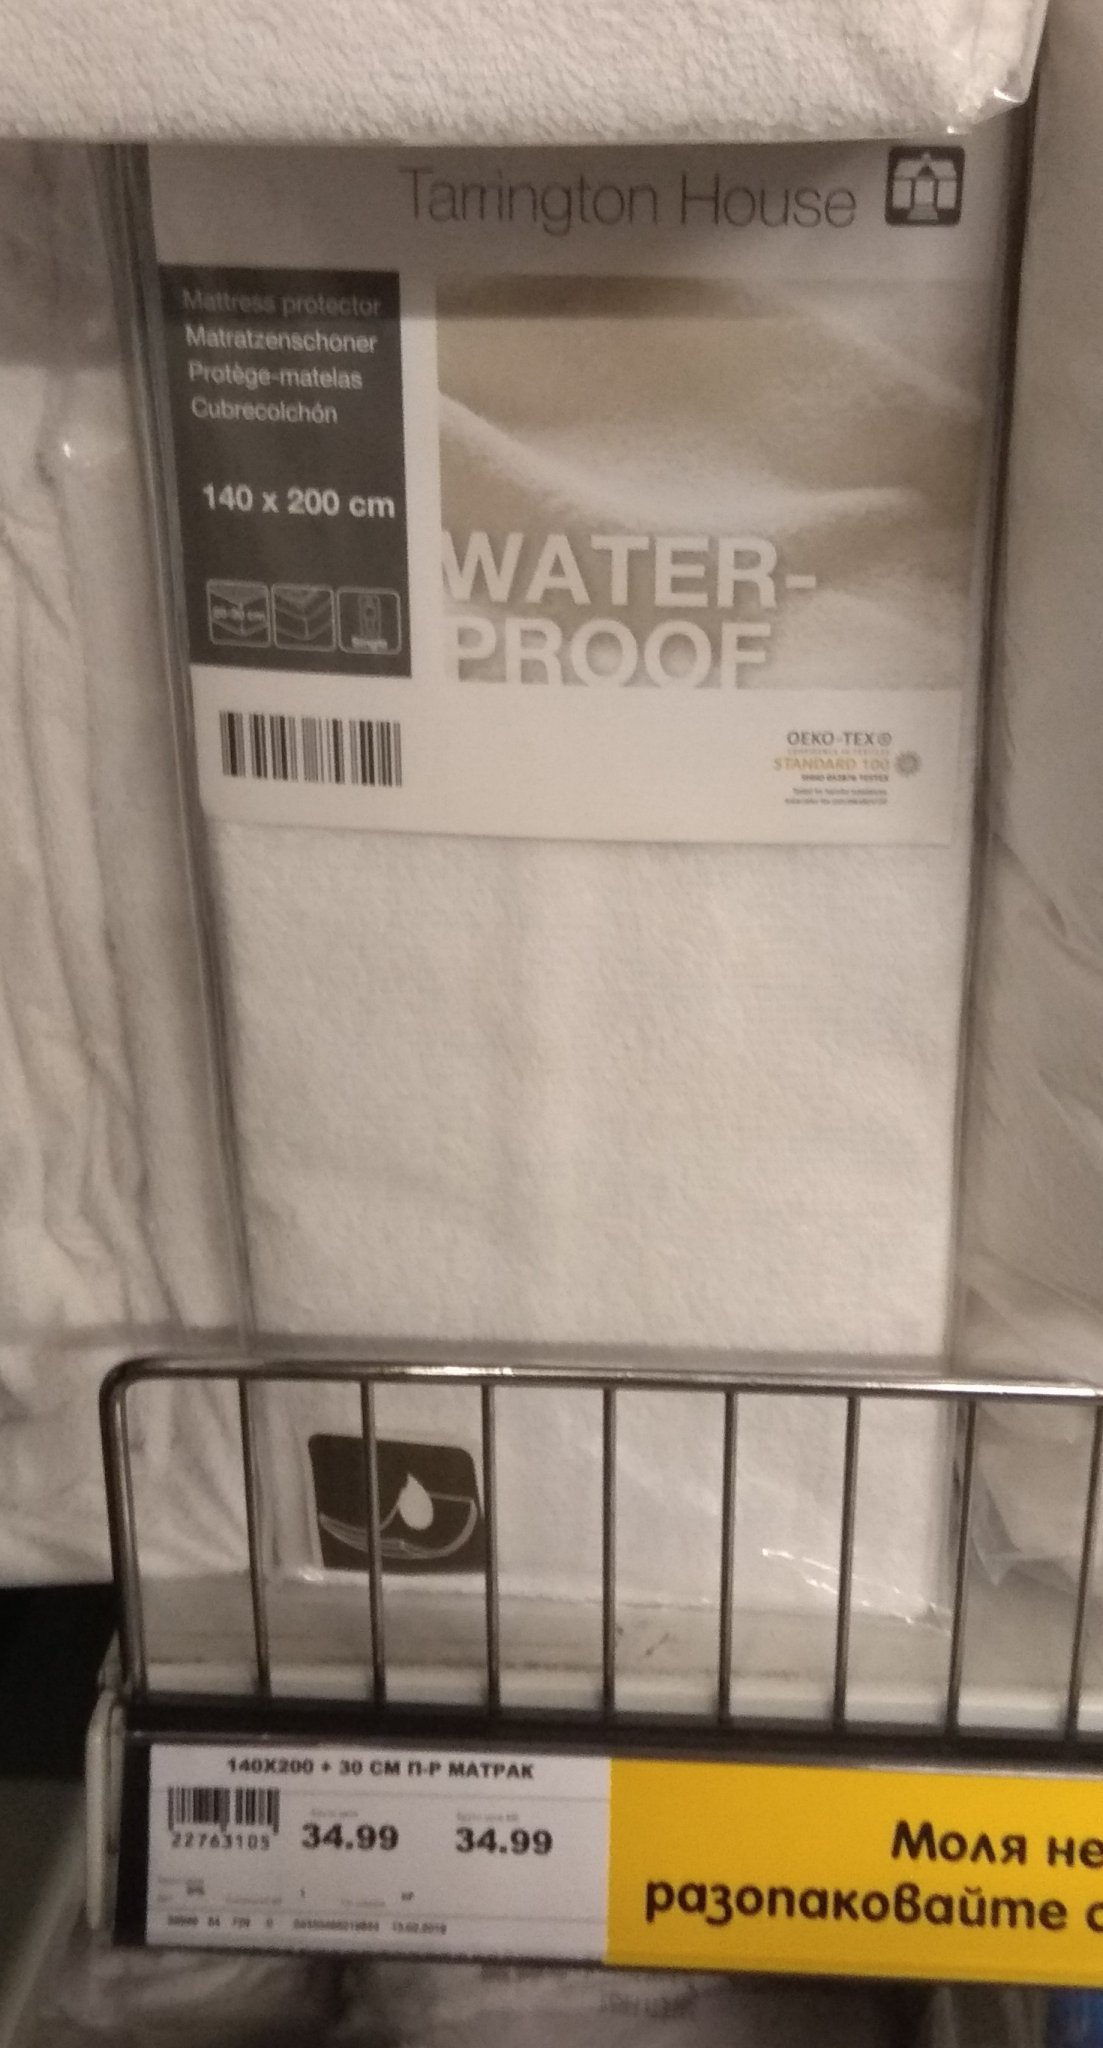 Tarrington House
Mattress protector
Matratzenschoner
Protège-matelas
Cubrecolchón
140 x 200 cm
WATER-
PROOF
OEKO-TEX®
STANDARD 100
140X200 + 30 СМ П-Р МАТРАК
22763105
34.99 34.99
Моля не
разопаковайте